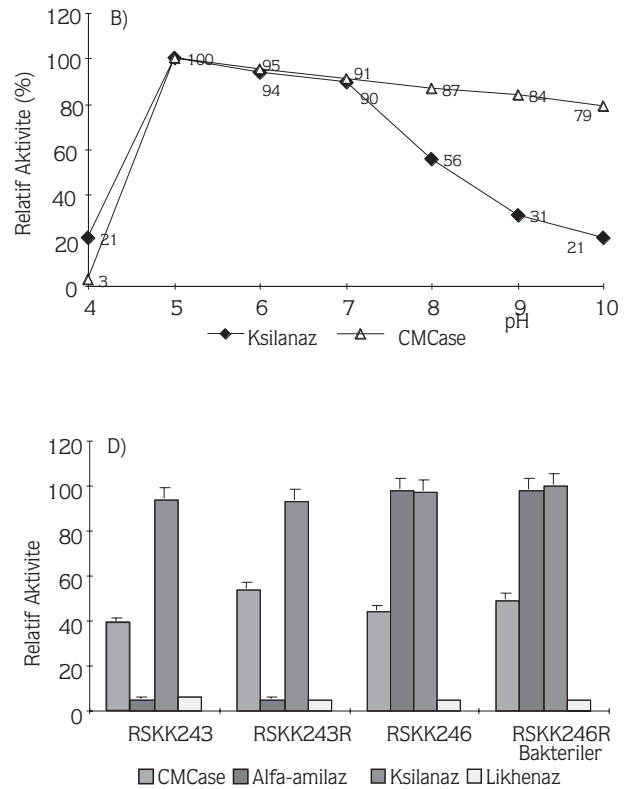 B)
120
100
80
60
40
20
0
Relatif Aktivite (%)
100
95
94
91
90
87
84
79
56
31
21
21
3
4 5 6 7 8 9 10
pH
Ksilanaz CMCase
D)
120
100
80
60
40
20
0
Relatif Aktivite
RSKK243 RSKK243R RSKK246 RSKK246R
Bakteriler
CMCase Alfa-amilaz Ksilanaz Likhenaz